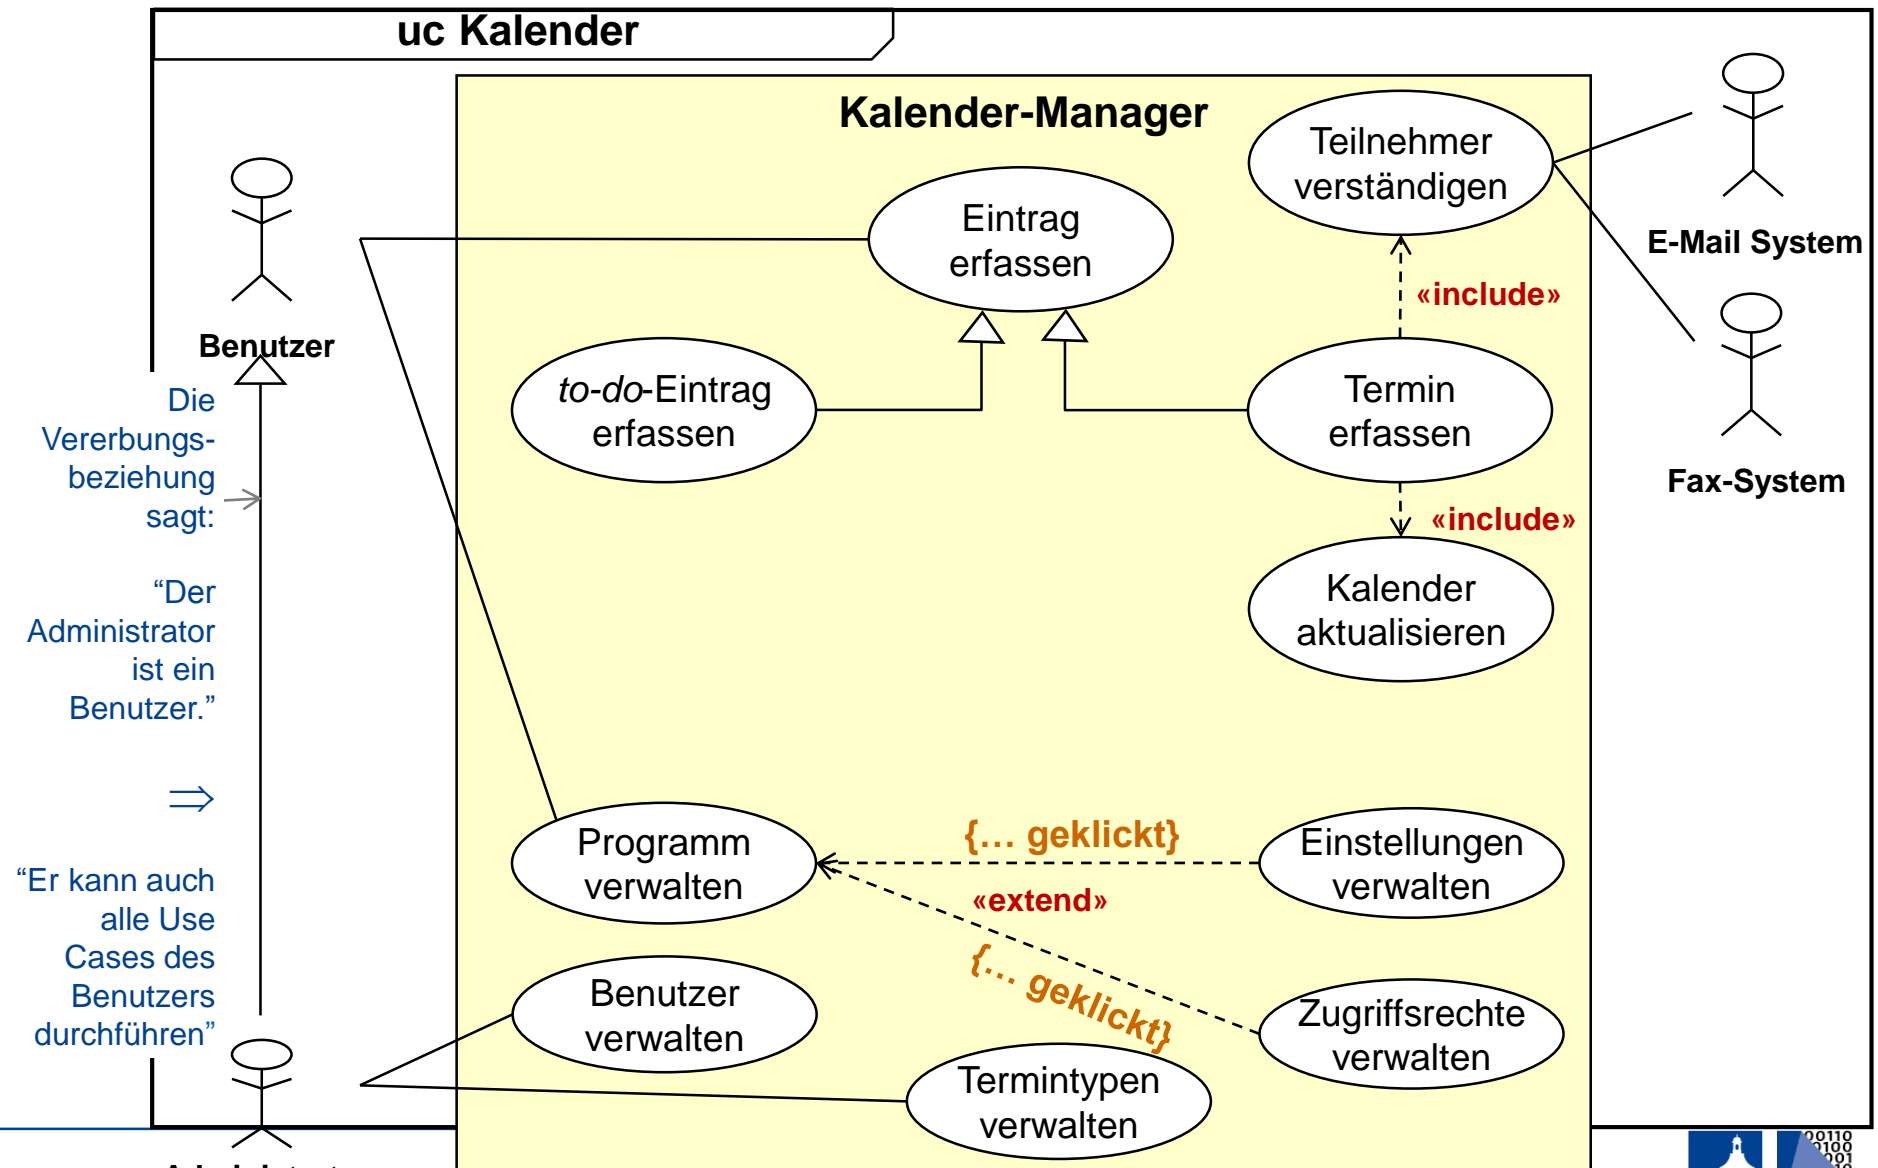 uc Kalender
Kalender-Manager
Teilnehmer
verständigen
Eintrag
erfassen
E-Mail System
«include»
Benutzer
to-do-Eintrag
erfassen
Termin
erfassen
Fax-System
«include»
Die
Vererbungs-
beziehung
sagt:
“Der
Administrator
ist ein
Benutzer.”
⇒
“Er kann auch
alle Use
Cases des
Benutzers
durchführen”
Kalender
aktualisieren
Programm
verwalten
{… geklickt}
Einstellungen
verwalten
«extend»
{… geklickt}
Benutzer
verwalten
Zugriffsrechte
verwalten
Termintypen
verwalten